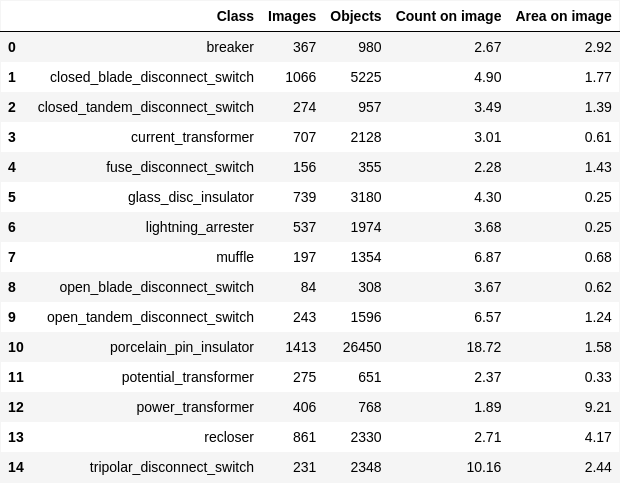 Class Images Objects Count on image Area on image
0 breaker 367 980 2.67 2.92
1 closed_blade_disconnect_switch 1066 5225 4.90 1.77
2 closed_tandem_disconnect_switch 274 957 3.49 1.39
3 current_transformer 707 2128 3.01 0.61
4 fuse_disconnect_switch 156 355 2.28 1.43
5 glass_disc_insulator 739 3180 4.30 0.25
6 lightning_arrester 537 1974 3.68 0.25
7 muffle 197 1354 6.87 0.68
8 open_blade_disconnect_switch 84 308 3.67 0.62
9 open_tandem_disconnect_switch 243 1596 6.57 1.24
10 porcelain_pin_insulator 1413 26450 18.72 1.58
11 potential_transformer 275 651 2.37 0.33
12 power_transformer 406 768 1.89 9.21
13 recloser 861 2330 2.71 4.17
14 tripolar_disconnect_switch 231 2348 10.16 2.44